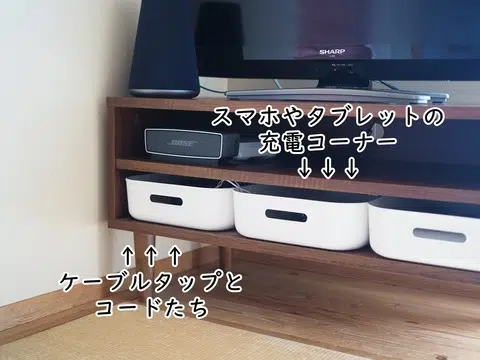 SHARP
スマホやタブレットの
充電コーナー
↓↓↓
BOSE
↑↑↑
ケーブルタップと
コードたち